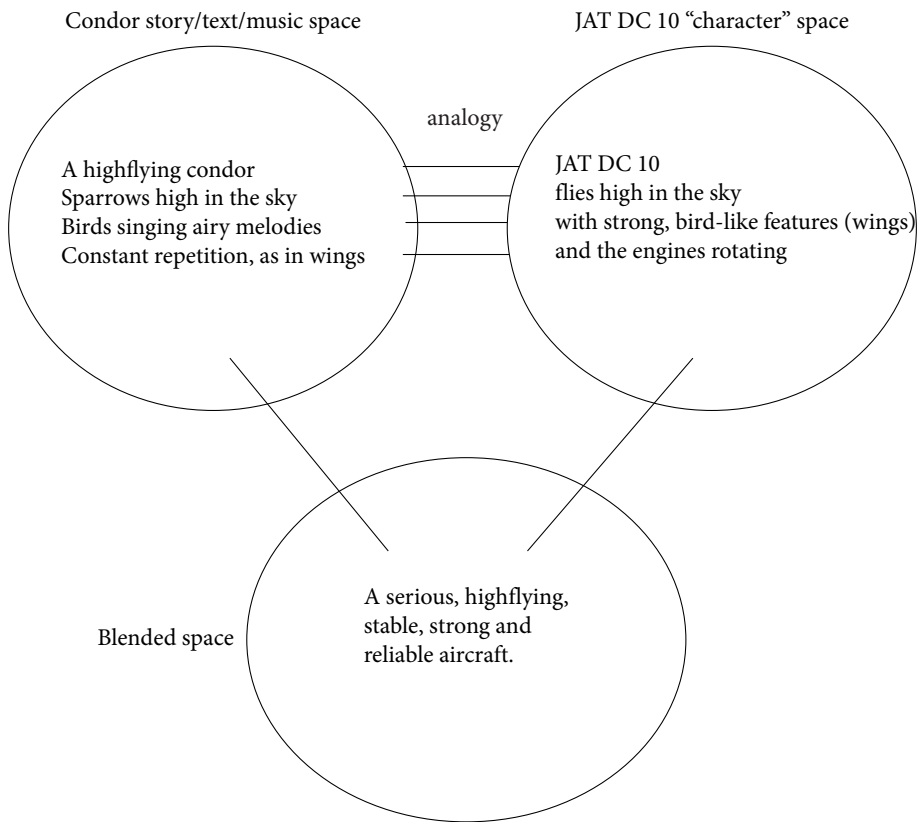 Condor story/text/music space
JAT DC 10 “character” space
analogy
A highflying condor
Sparrows high in the sky
Birds singing airy melodies
Constant repetition, as in wings
JAT DC 10
flies high in the sky
with strong, bird-like features (wings)
and the engines rotating
A serious, highflying,
stable, strong and
reliable aircraft.
Blended space